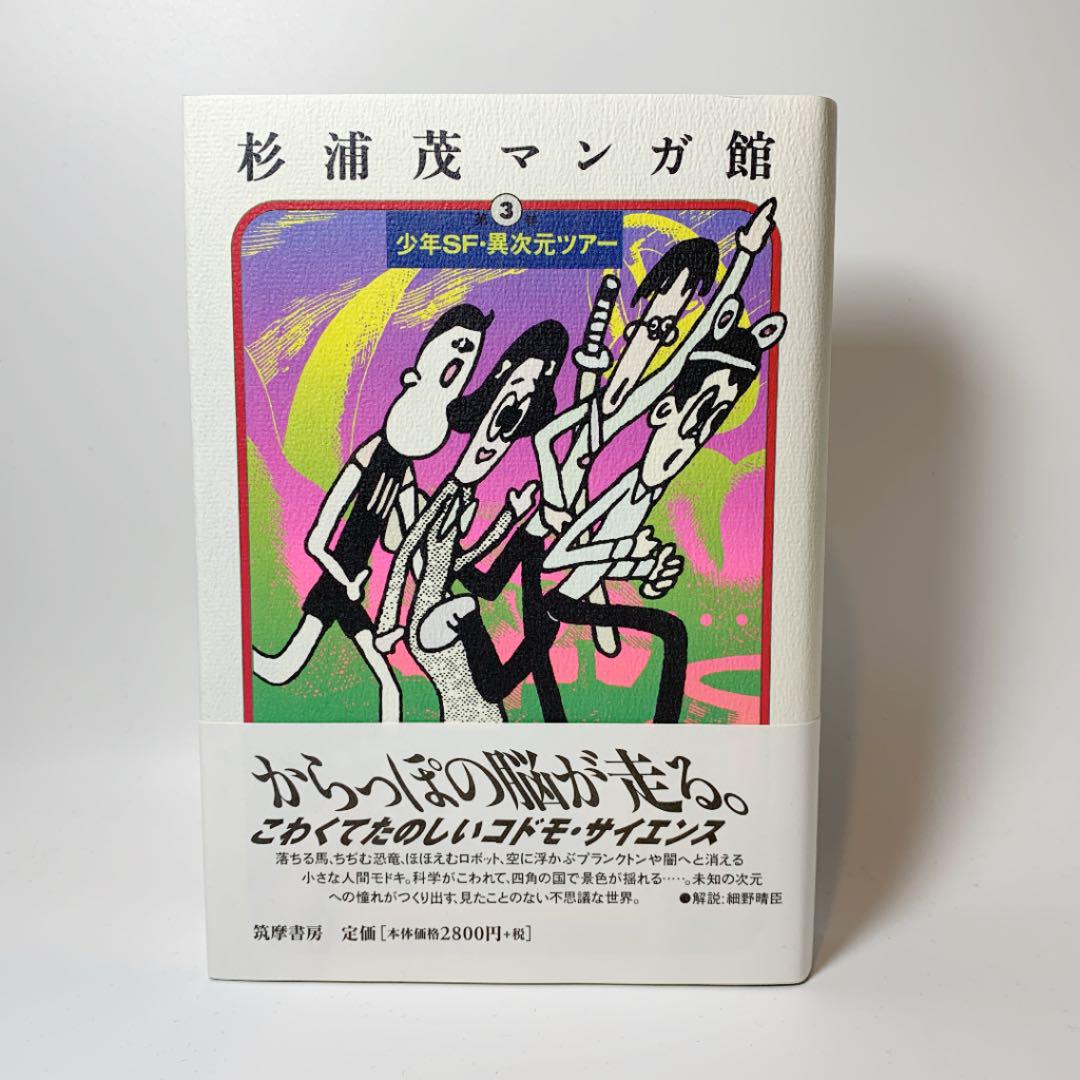 杉浦茂マンガ館
第3巻
少年SF・異次元ツアー
からっぽの脳が走る。
こわくてたのしいコドモ・サイエンス
落ちる馬、ちぢむ恐竜、ほほえむロボット、空に浮かぶプランクトンや闇へと消える
小さな人間モドキ。科学がこわれて、四角の国で景色が揺れる……。未知の次元
への憧れがつくり出す、見たことのない不思議な世界。 ●解説:細野晴臣
筑摩書房 定価[本体価格2800円+税]